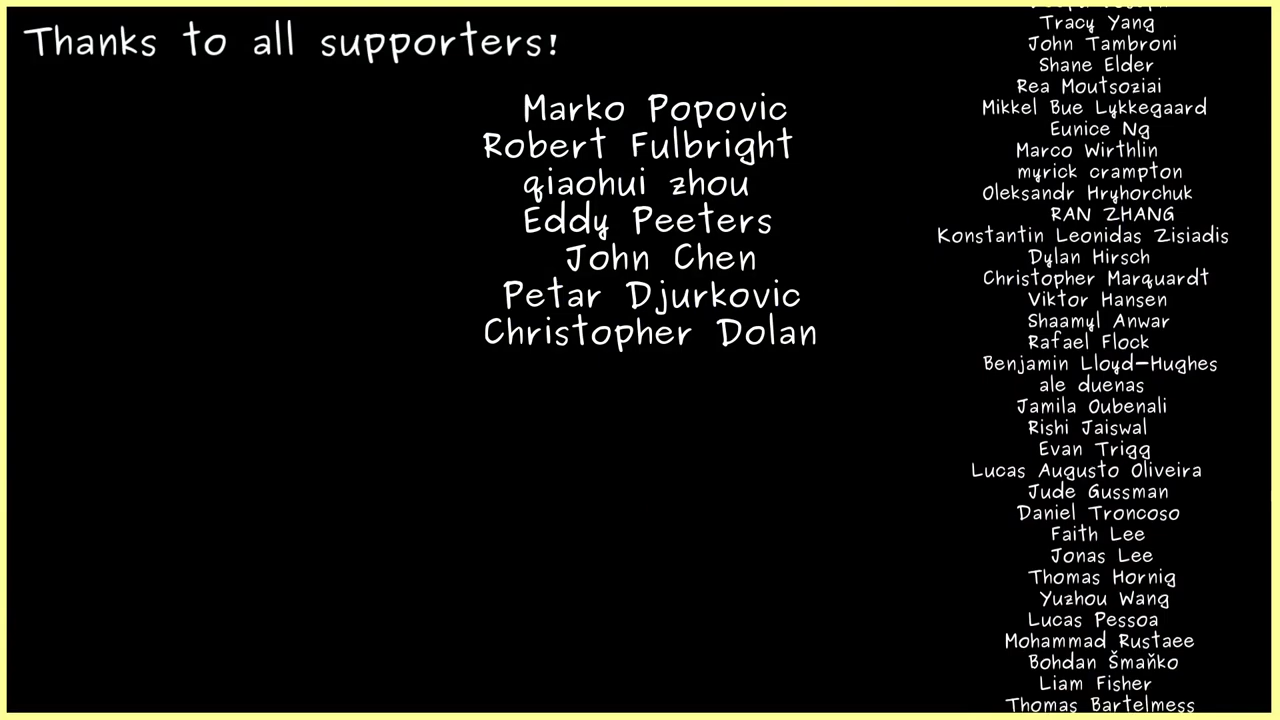 Thanks to all supporters!
Marko Popovic
Robert Fulbright
qiaohui zhou
Eddy Peeters
John Chen
Petar Djurkovic
Christopher Dolan
Tracy Yang
John Tambroni
Shane Elder
Rea Moutsoziai
Mikkel Bue Lykkegaard
Eunice Ng
Marco Wirthlin
myrick crampton
Oleksandr Hryhorchuk
RAN ZHANG
Konstantin Leonidas Zisiadis
Dylan Hirsch
Christopher Marquardt
Viktor Hansen
Shaamyl Anwar
Rafael Flock
Benjamin Lloyd-Hughes
ale duenas
Jamila Oubenali
Rishi Jaiswal
Evan Trigg
Lucas Augusto Oliveira
Jude Gussman
Daniel Troncoso
Faith Lee
Jonas Lee
Thomas Hornig
Yuzhou Wang
Lucas Pessoa
Mohammad Rustaee
Bohdan Šmaňko
Liam Fisher
Thomas Bartelmess